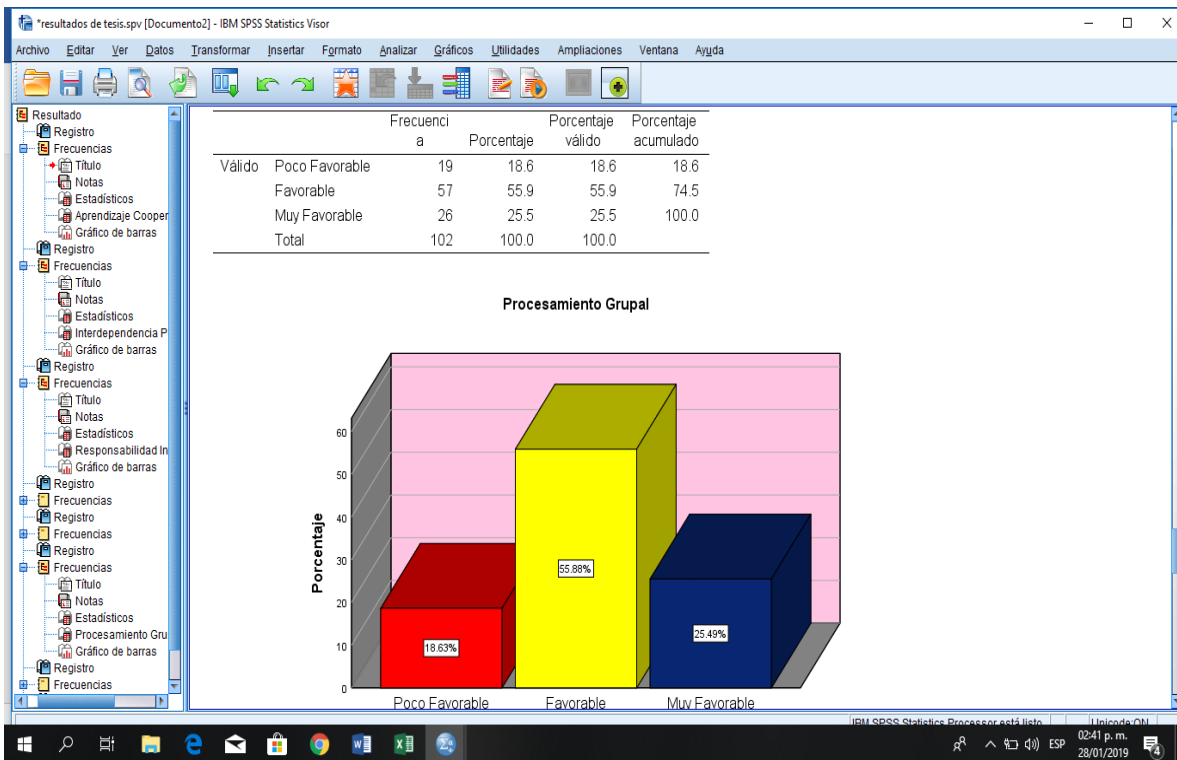 *resultados de tesis.spv [Documento2] - IBM SPSS Statistics Visor
Archivo Editar Ver Datos Transformar Insertar Formato Analizar Gráficos Utilidades Ampliaciones Ventana Ayuda
Resultado
Registro
Frecuencias
Título
Notas
Estadísticos
Aprendizaje Cooper
Gráfico de barras
Registro
Frecuencias
Título
Notas
Estadísticos
Interdependencia P
Gráfico de barras
Registro
Frecuencias
Título
Notas
Estadísticos
Responsabilidad In
Gráfico de barras
Registro
Frecuencias
Registro
Frecuencias
Registro
Frecuencias
Título
Notas
Estadísticos
Procesamiento Gru
Gráfico de barras
Registro
Frecuencias
Frecuenci Porcentaje Porcentaje
a Porcentaje válido acumulado
Válido Poco Favorable 19 18.6 18.6 18.6
Favorable 57 55.9 55.9 74.5
Muy Favorable 26 25.5 25.5 100.0
Total 102 100.0 100.0
Procesamiento Grupal
Porcentaje
60
50
40
30
20
10
0
18.63%
55.88%
25.49%
Poco Favorable Favorable Muy Favorable
IBM SPSS Statistics Processor está listo Unicode:ON
ESP 02:41 p. m.
28/01/2019
4